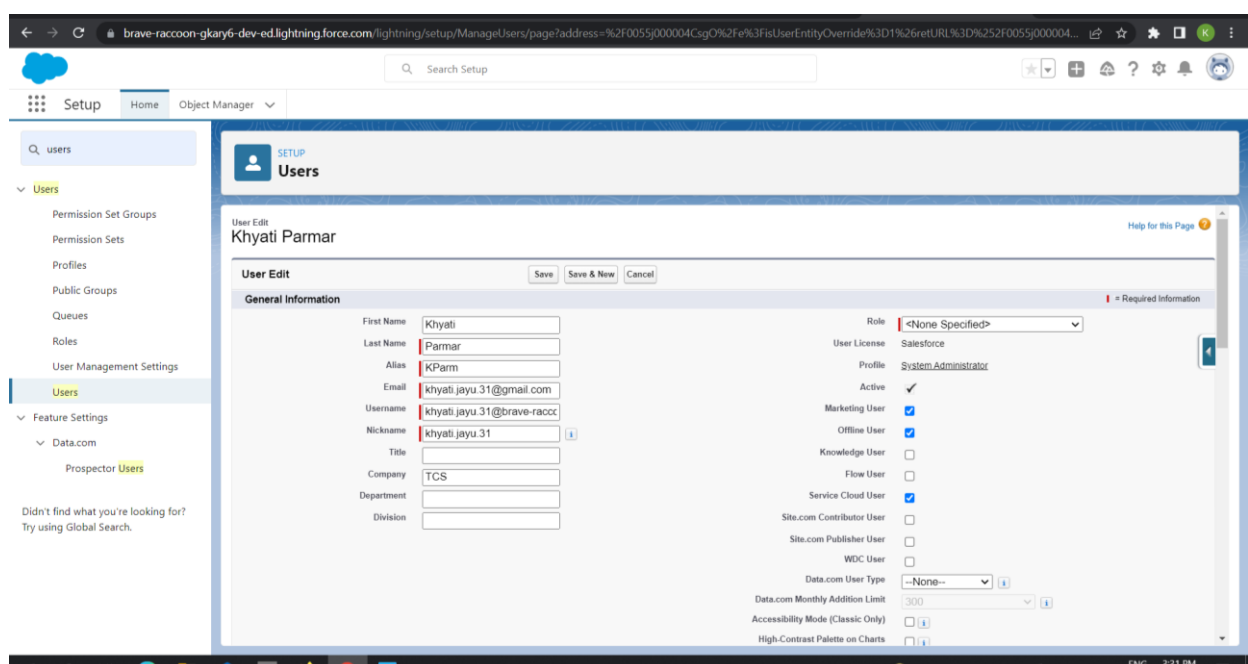 brave-raccoon-gkary6-dev-ed.lightning.force.com/lightning/setup/ManageUsers/page?address=%2F0055j000004CsgO%2Fe%3FisUserEntityOverride%3D1%26retURL%3D%252F0055j000004...
K
Search Setup
Setup Home Object Manager
users
SETUP
Users
Users
Permission Set Groups
Permission Sets
Profiles
Public Groups
Queues
Roles
User Management Settings
Users
Feature Settings
Data.com
Prospector Users
Didn't find what you're looking for?
Try using Global Search.
User Edit
Khyati Parmar
Help for this Page
User Edit Save Save & New Cancel
General Information = Required Information
First Name Khyati
Last Name Parmar
Alias KParm
Email khyati.jayu.31@gmail.com
Username khyati.jayu.31@brave-raccc
Nickname khyati.jayu.31
Title
Company TCS
Department
Division
Role <None Specified>
User License Salesforce
Profile System Administrator
Active
Marketing User
Offline User
Knowledge User
Flow User
Service Cloud User
Site.com Contributor User
Site.com Publisher User
WDC User
Data.com User Type --None--
Data.com Monthly Addition Limit 300
Accessibility Mode (Classic Only)
High-Contrast Palette on Charts
ENG 3:31 PM